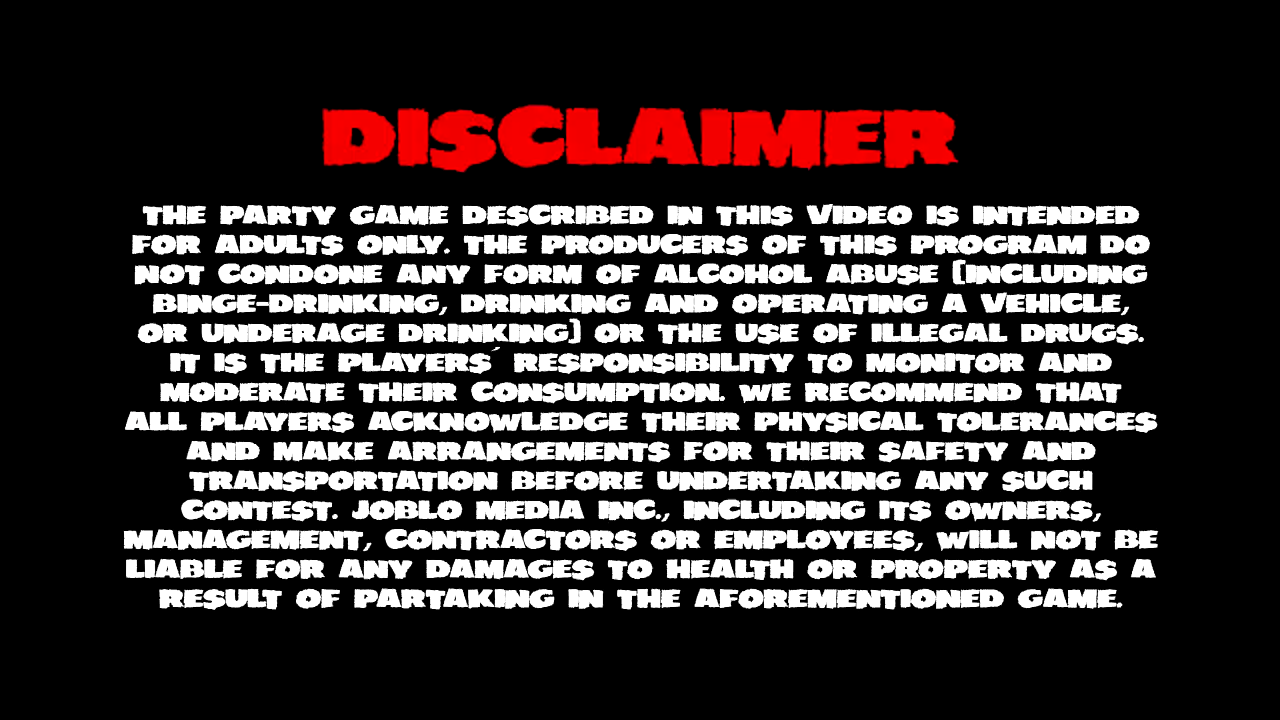 DISCLAIMER
THE PARTY GAME DESCRIBED IN THIS VIDEO IS INTENDED
FOR ADULTS ONLY. THE PRODUCERS OF THIS PROGRAM DO
NOT CONDONE ANY FORM OF ALCOHOL ABUSE (INCLUDING
BINGE-DRINKING, DRINKING AND OPERATING A VEHICLE,
OR UNDERAGE DRINKING) OR THE USE OF ILLEGAL DRUGS.
IT IS THE PLAYERS´ RESPONSIBILITY TO MONITOR AND
MODERATE THEIR CONSUMPTION. WE RECOMMEND THAT
ALL PLAYERS ACKNOWLEDGE THEIR PHYSICAL TOLERANCES
AND MAKE ARRANGEMENTS FOR THEIR SAFETY AND
TRANSPORTATION BEFORE UNDERTAKING ANY SUCH
CONTEST. JOBLO MEDIA INC., INCLUDING ITS OWNERS,
MANAGEMENT, CONTRACTORS OR EMPLOYEES, WILL NOT BE
LIABLE FOR ANY DAMAGES TO HEALTH OR PROPERTY AS A
RESULT OF PARTAKING IN THE AFOREMENTIONED GAME.